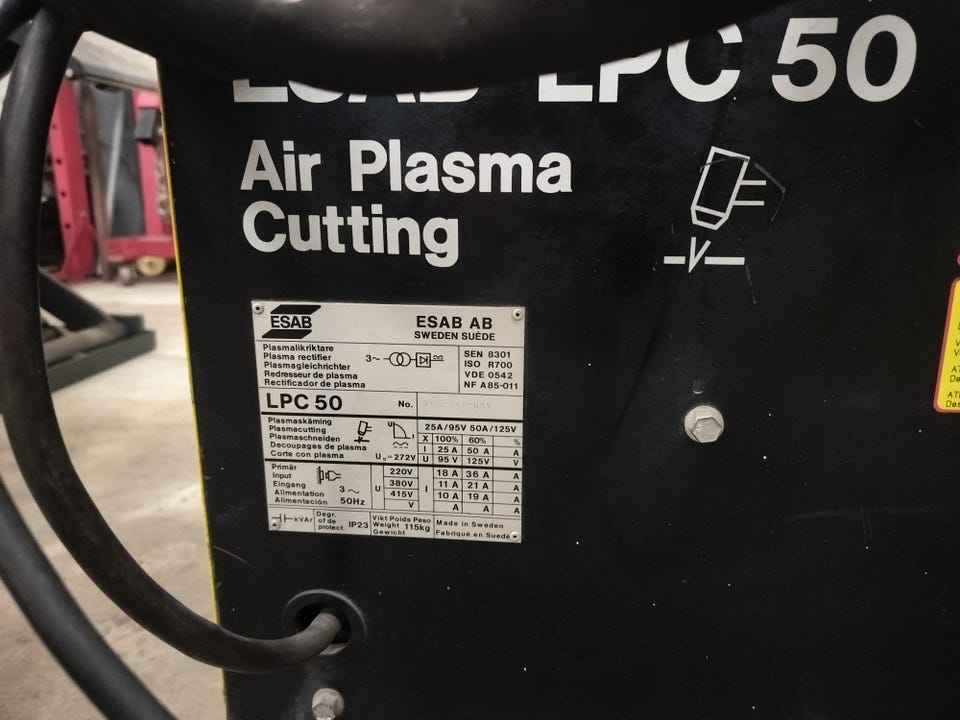 ESAB LPC 50
Air Plasma
Cutting
ESAB
ESAB AB
SWEDEN SUÈDE
Plasmalikriktare
Plasma rectifier
Plasmagleichrichter
Redresseur de plasma
Rectificador de plasma
3~
SEN 8301
ISO R700
VDE 0542
NF A85-011
LPC 50 No.
Plasmaskärning
Plasmacutting
Plasmaschneiden
Decoupages de plasma
Corte con plasma
U I
U₀=272V
25A/95V 50A/125V
X 100% 60% %
I 25 A 50 A A
U 95 V 125V V
Primär
Input
Eingang
Alimentation
Alimentación
3~
50Hz
U 220V I 18 A 36 A A
380V 11 A 21 A A
415V 10 A 19 A A
V A A A
kVAr
Degr.
of de
protect. IP23
Vikt Poids Peso
Weight 115kg
Gewicht
Made in Sweden
Fabriqué en Suède